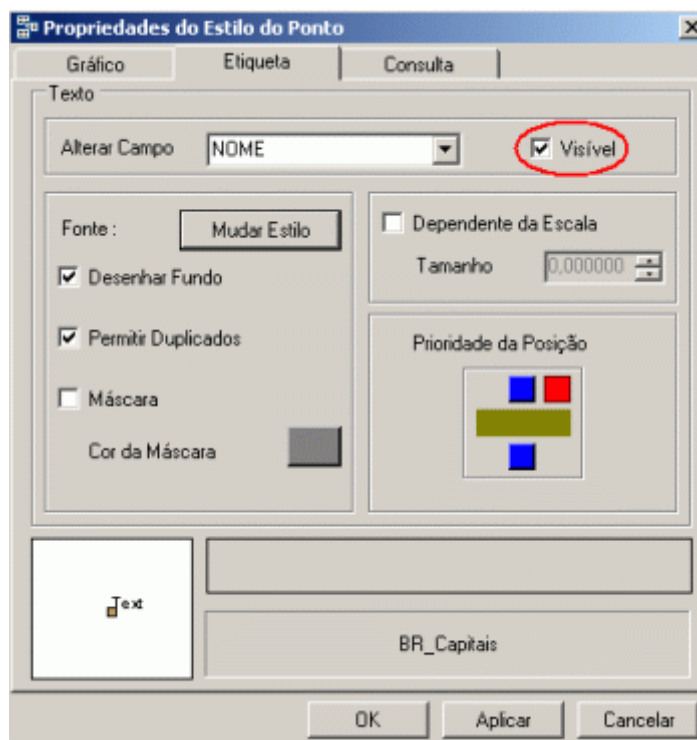 Propriedades do Estilo do Ponto
Gráfico Etiqueta Consulta
Texto
Alterar Campo NOME Visível
Fonte : Mudar Estilo Dependente da Escala
Tamanho 0,000000
Desenhar Fundo
Permitir Duplicados Prioridade da Posição
Máscara
Cor da Máscara
Text
BR_Capitais
OK Aplicar Cancelar